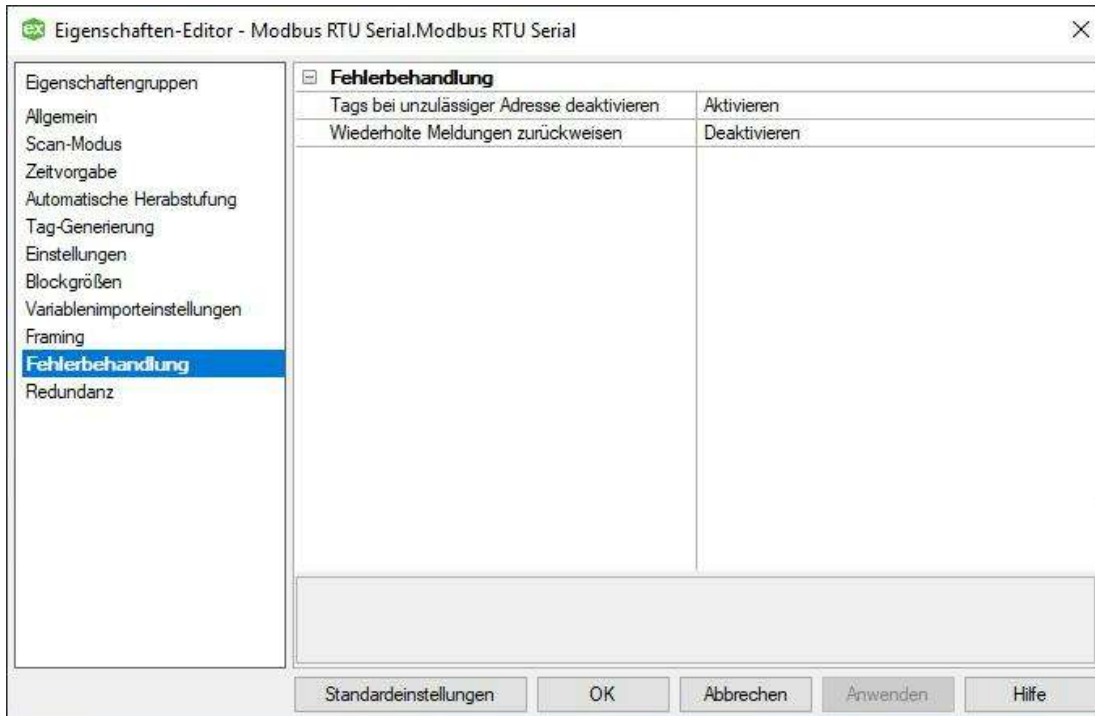 Eigenschaften-Editor - Modbus RTU Serial.Modbus RTU Serial
Eigenschaftengruppen
Allgemein
Scan-Modus
Zeitvorgabe
Automatische Herabstufung
Tag-Generierung
Einstellungen
Blockgrößen
Variablenimporteinstellungen
Framing
Fehlerbehandlung
Redundanz
Fehlerbehandlung
Tags bei unzulässiger Adresse deaktivieren Aktivieren
Wiederholte Meldungen zurückweisen Deaktivieren
Standardeinstellungen OK Abbrechen Anwenden Hilfe